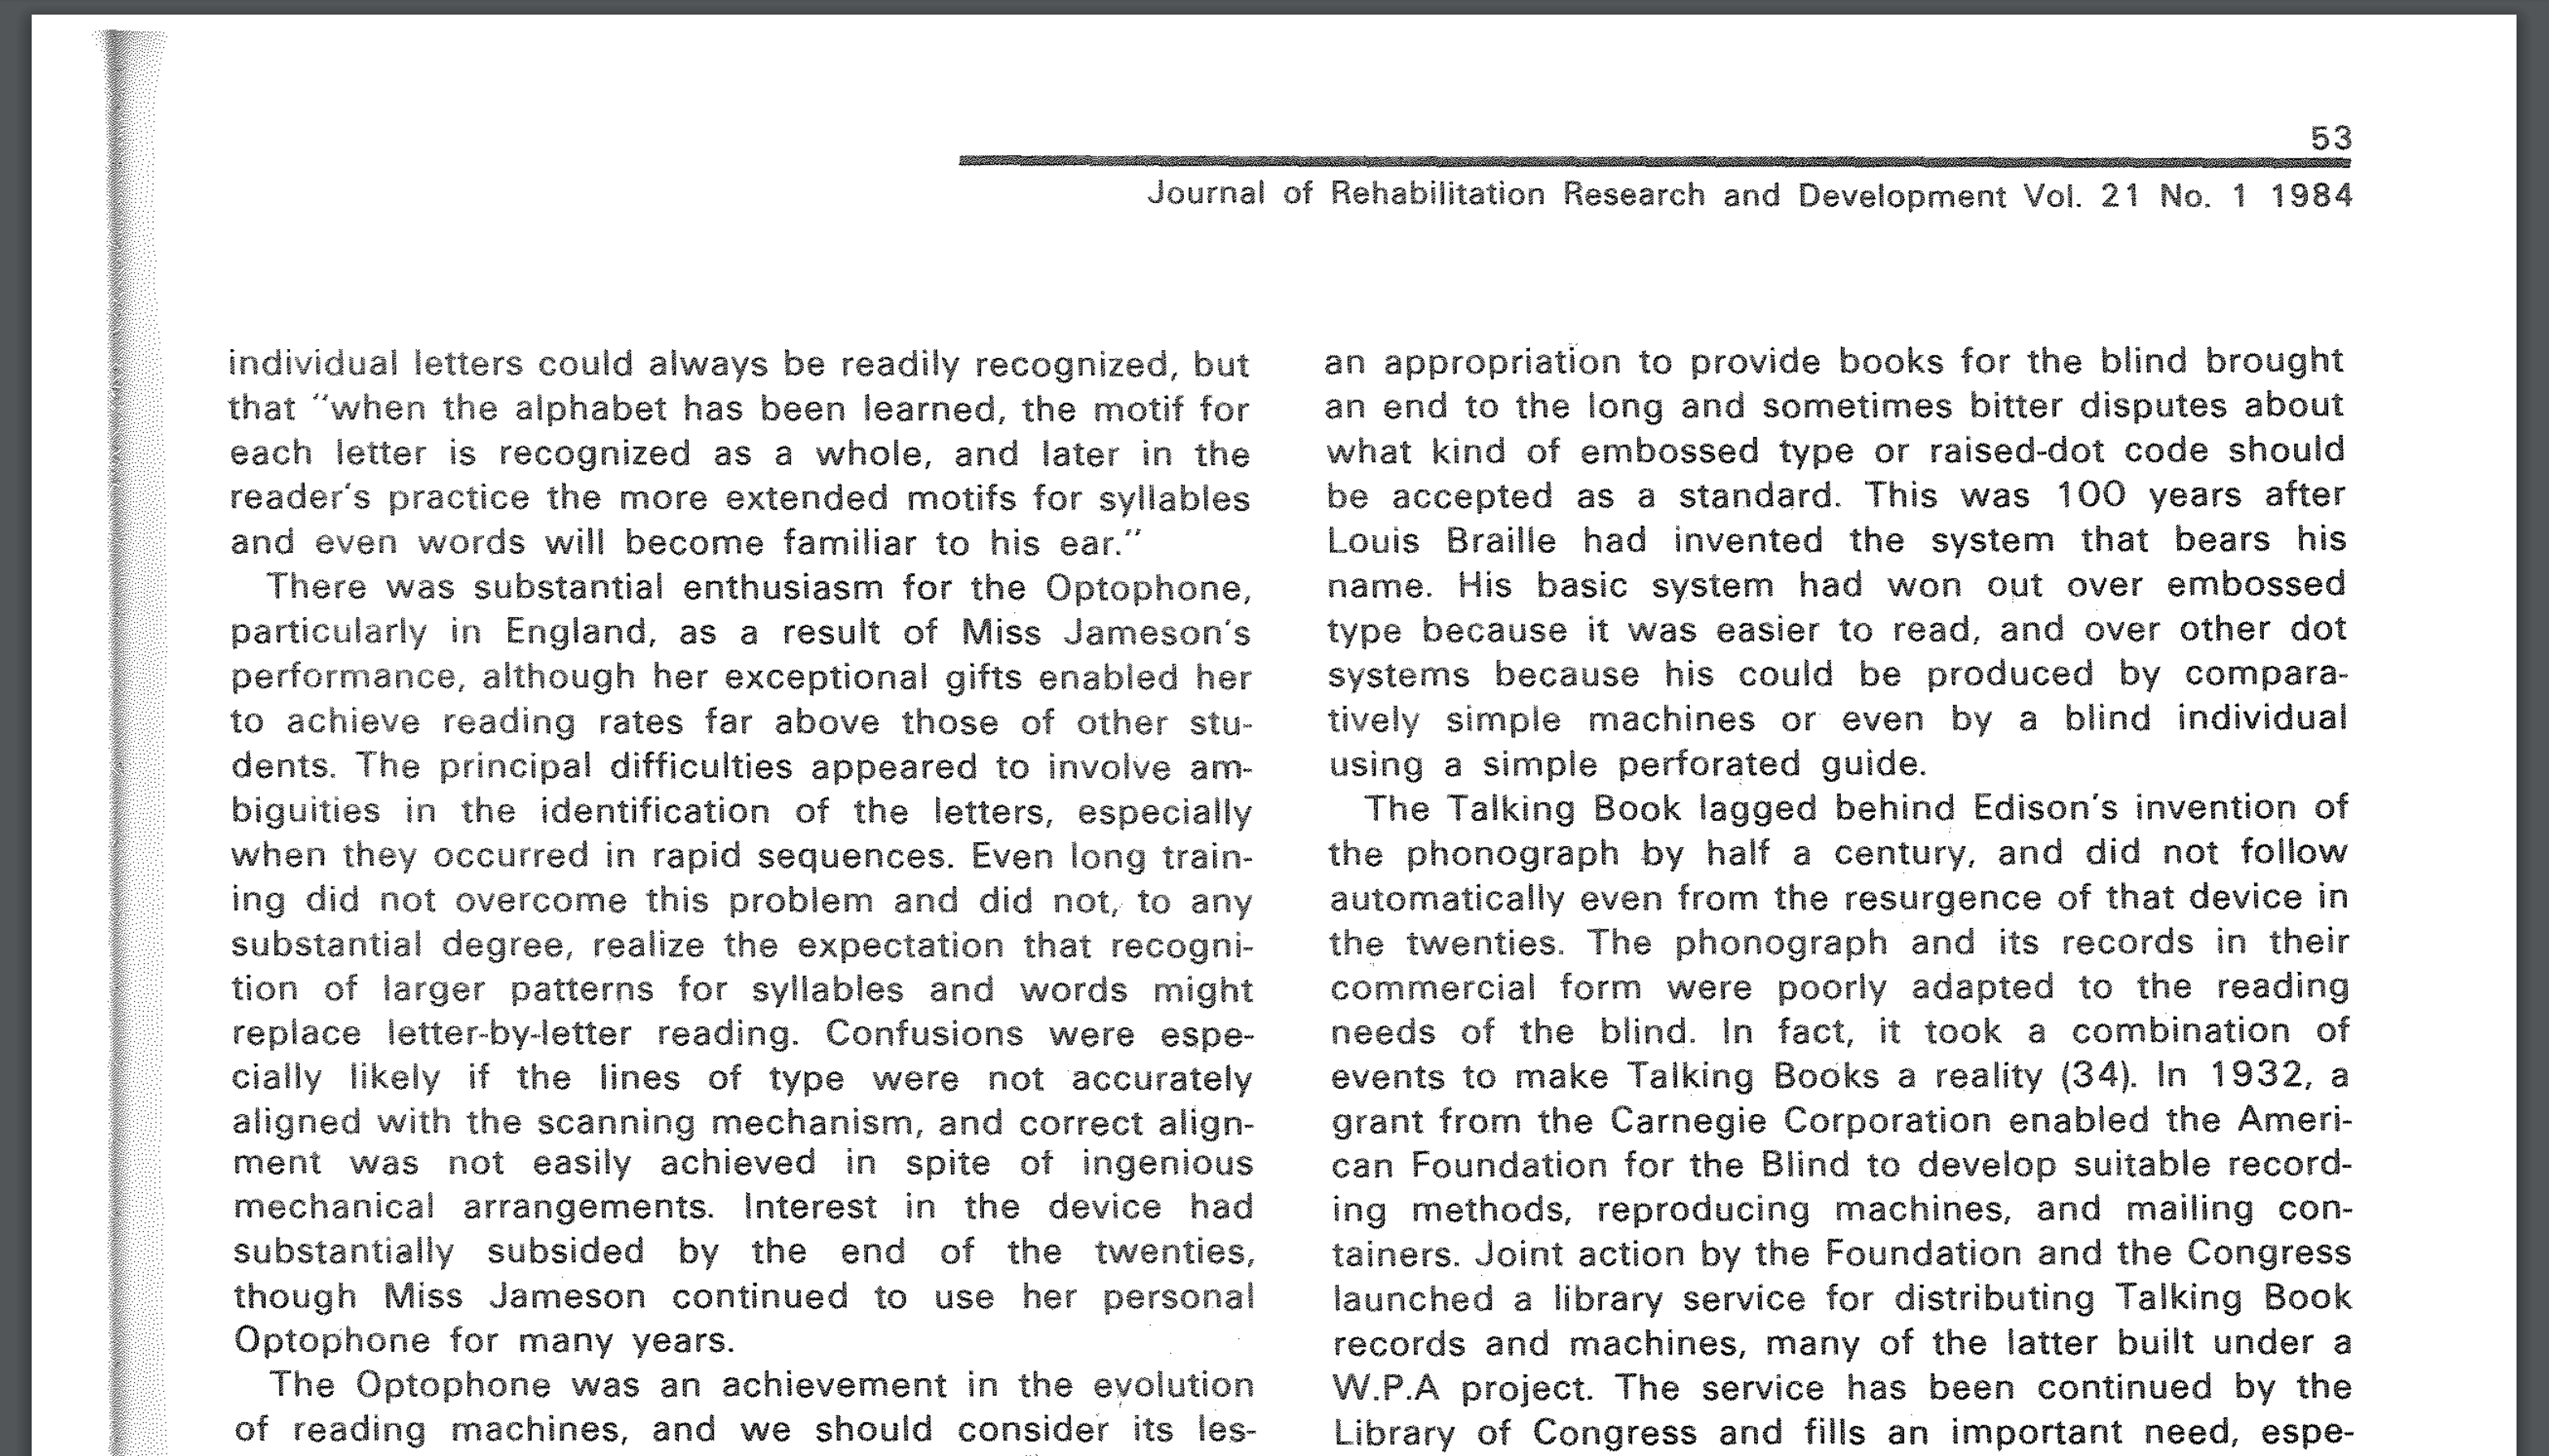 53
Journal of Rehabilitation Research and Development Vol. 21 No. 1 1984
individual letters could always be readily recognized, but
that "when the alphabet has been learned, the motif for
each letter is recognized as a whole, and later in the
reader's practice the more extended motifs for syllables
and even words will become familiar to his ear."
There was substantial enthusiasm for the Optophone,
particularly in England, as a result of Miss Jameson's
performance, although her exceptional gifts enabled her
to achieve reading rates far above those of other stu-
dents. The principal difficulties appeared to involve am-
biguities in the identification of the letters, especially
when they occurred in rapid sequences. Even long train-
ing did not overcome this problem and did not, to any
substantial degree, realize the expectation that recogni-
tion of larger patterns for syllables and words might
replace letter-by-letter reading. Confusions were espe-
cially likely if the lines of type were not accurately
aligned with the scanning mechanism, and correct align-
ment was not easily achieved in spite of ingenious
mechanical arrangements. Interest in the device had
substantially subsided by the end of the twenties,
though Miss Jameson continued to use her personal
Optophone for many years.
The Optophone was an achievement in the evolution
of reading machines, and we should consider its les-
an appropriation to provide books for the blind brought
an end to the long and sometimes bitter disputes about
what kind of embossed type or raised-dot code should
be accepted as a standard. This was 100 years after
Louis Braille had invented the system that bears his
name. His basic system had won out over embossed
type because it was easier to read, and over other dot
systems because his could be produced by compara-
tively simple machines or even by a blind individual
using a simple perforated guide.
The Talking Book lagged behind Edison's invention of
the phonograph by half a century, and did not follow
automatically even from the resurgence of that device in
the twenties. The phonograph and its records in their
commercial form were poorly adapted to the reading
needs of the blind. In fact, it took a combination of
events to make Talking Books a reality (34). In 1932, a
grant from the Carnegie Corporation enabled the Ameri-
can Foundation for the Blind to develop suitable record-
ing methods, reproducing machines, and mailing con-
tainers. Joint action by the Foundation and the Congress
launched a library service for distributing Talking Book
records and machines, many of the latter built under a
W.P.A project. The service has been continued by the
Library of Congress and fills an important need, espe-